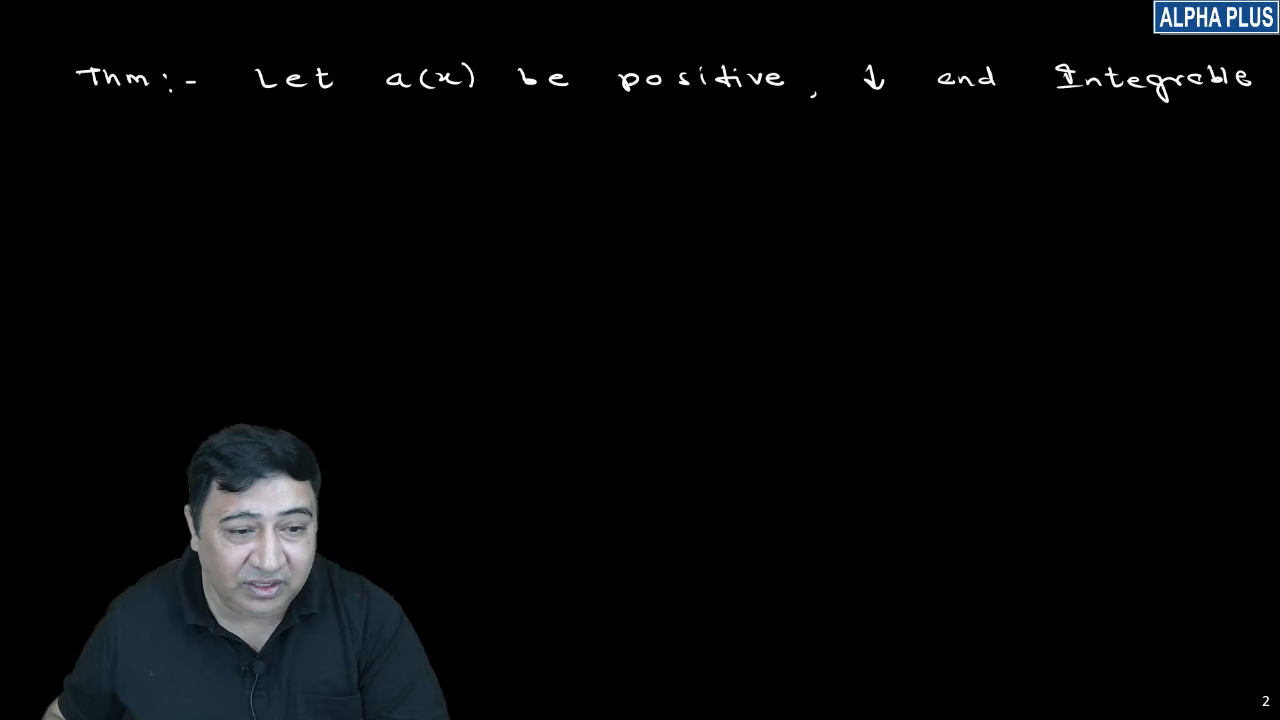 ALPHA PLUS
Thm:- Let a(x) be positive, ↓ and Integrable
2